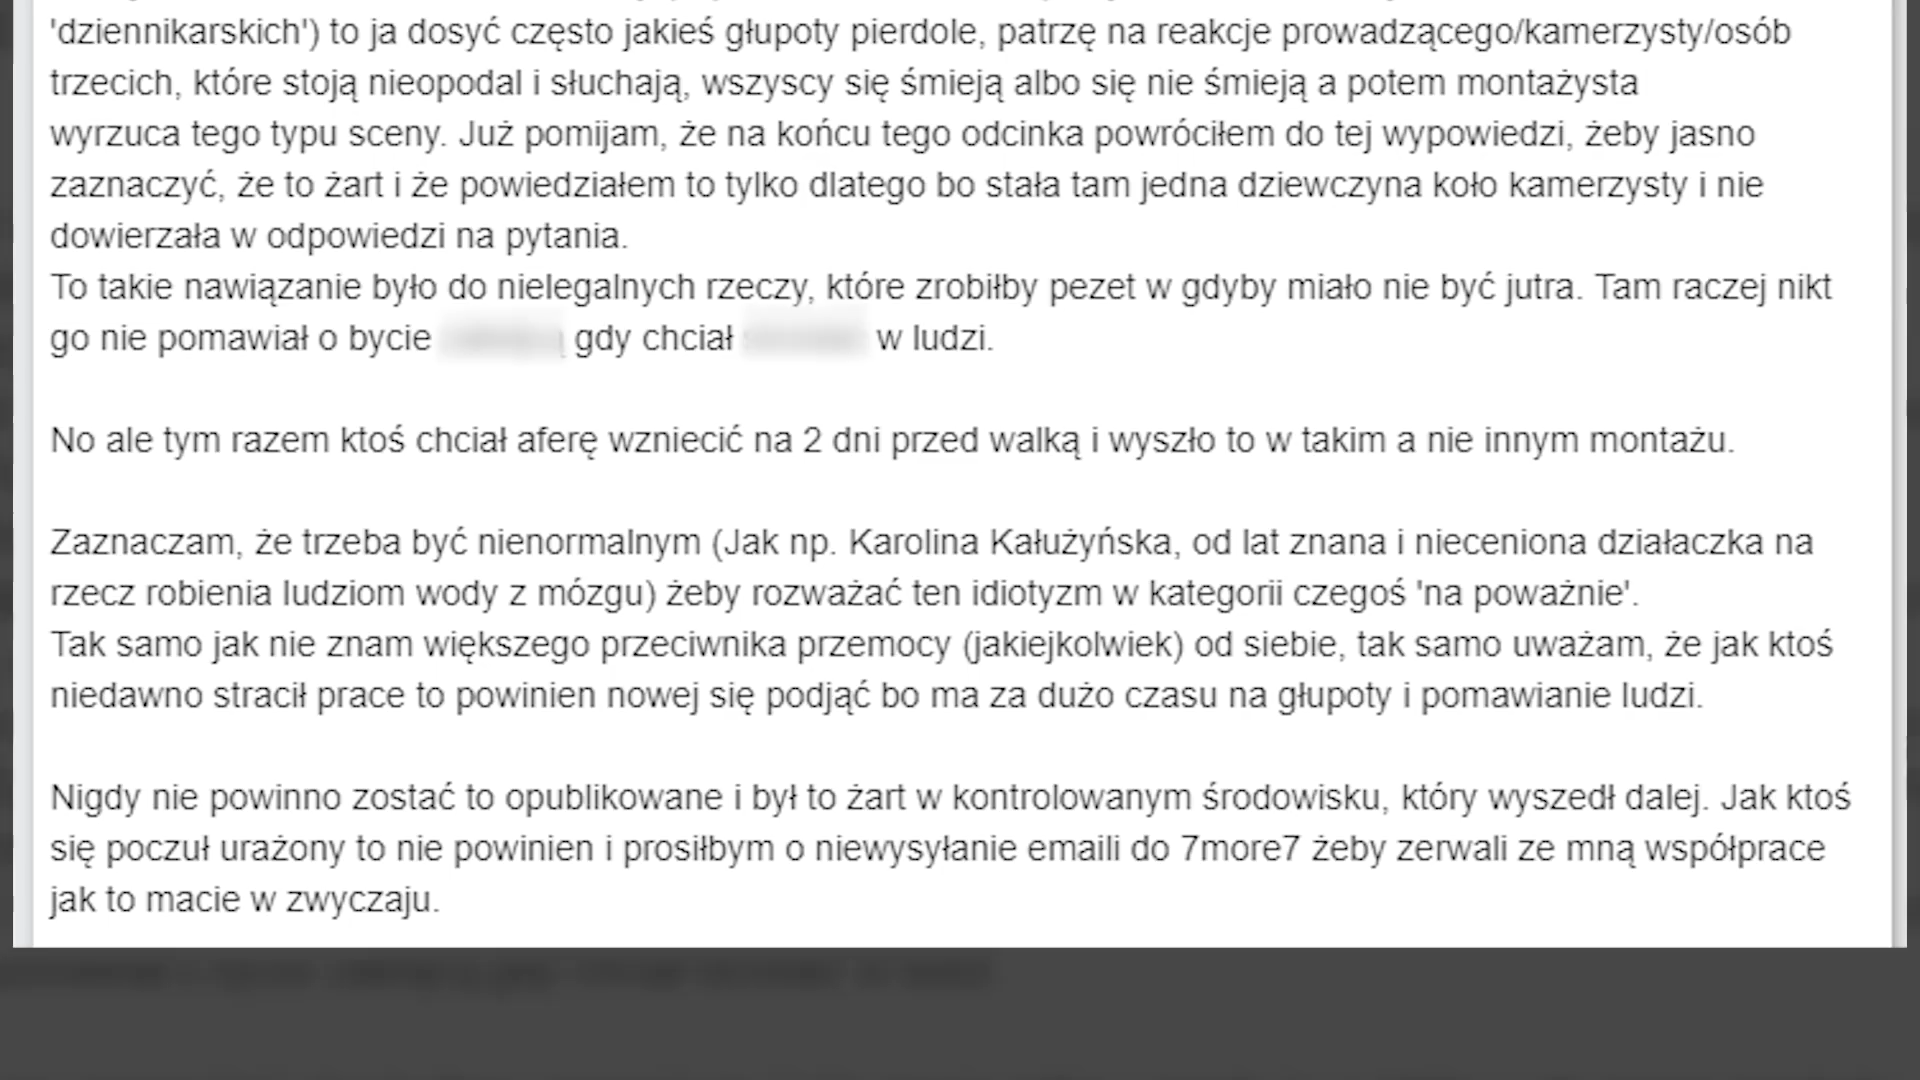 'dziennikarskich') to ja dosyć często jakieś głupoty pierdole, patrzę na reakcje prowadzącego/kamerzysty/osób
trzecich, które stoją nieopodal i słuchają, wszyscy się śmieją albo się nie śmieją a potem montażysta
wyrzuca tego typu sceny. Już pomijam, że na końcu tego odcinka powróciłem do tej wypowiedzi, żeby jasno
zaznaczyć, że to żart i że powiedziałem to tylko dlatego bo stała tam jedna dziewczyna koło kamerzysty i nie
dowierzała w odpowiedzi na pytania.
To takie nawiązanie było do nielegalnych rzeczy, które zrobiłby pezet w gdyby miało nie być jutra. Tam raczej nikt
go nie pomawiał o bycie gdy chciał w ludzi.
No ale tym razem ktoś chciał aferę wzniecić na 2 dni przed walką i wyszło to w takim a nie innym montażu.
Zaznaczam, że trzeba być nienormalnym (Jak np. Karolina Kałużyńska, od lat znana i nieceniona działaczka na
rzecz robienia ludziom wody z mózgu) żeby rozważać ten idiotyzm w kategorii czegoś 'na poważnie'.
Tak samo jak nie znam większego przeciwnika przemocy (jakiejkolwiek) od siebie, tak samo uważam, że jak ktoś
niedawno stracił prace to powinien nowej się podjąć bo ma za dużo czasu na głupoty i pomawianie ludzi.
Nigdy nie powinno zostać to opublikowane i był to żart w kontrolowanym środowisku, który wyszedł dalej. Jak ktoś
się poczuł urażony to nie powinien i prosiłbym o niewysyłanie emaili do 7more7 żeby zerwali ze mną współprace
jak to macie w zwyczaju.